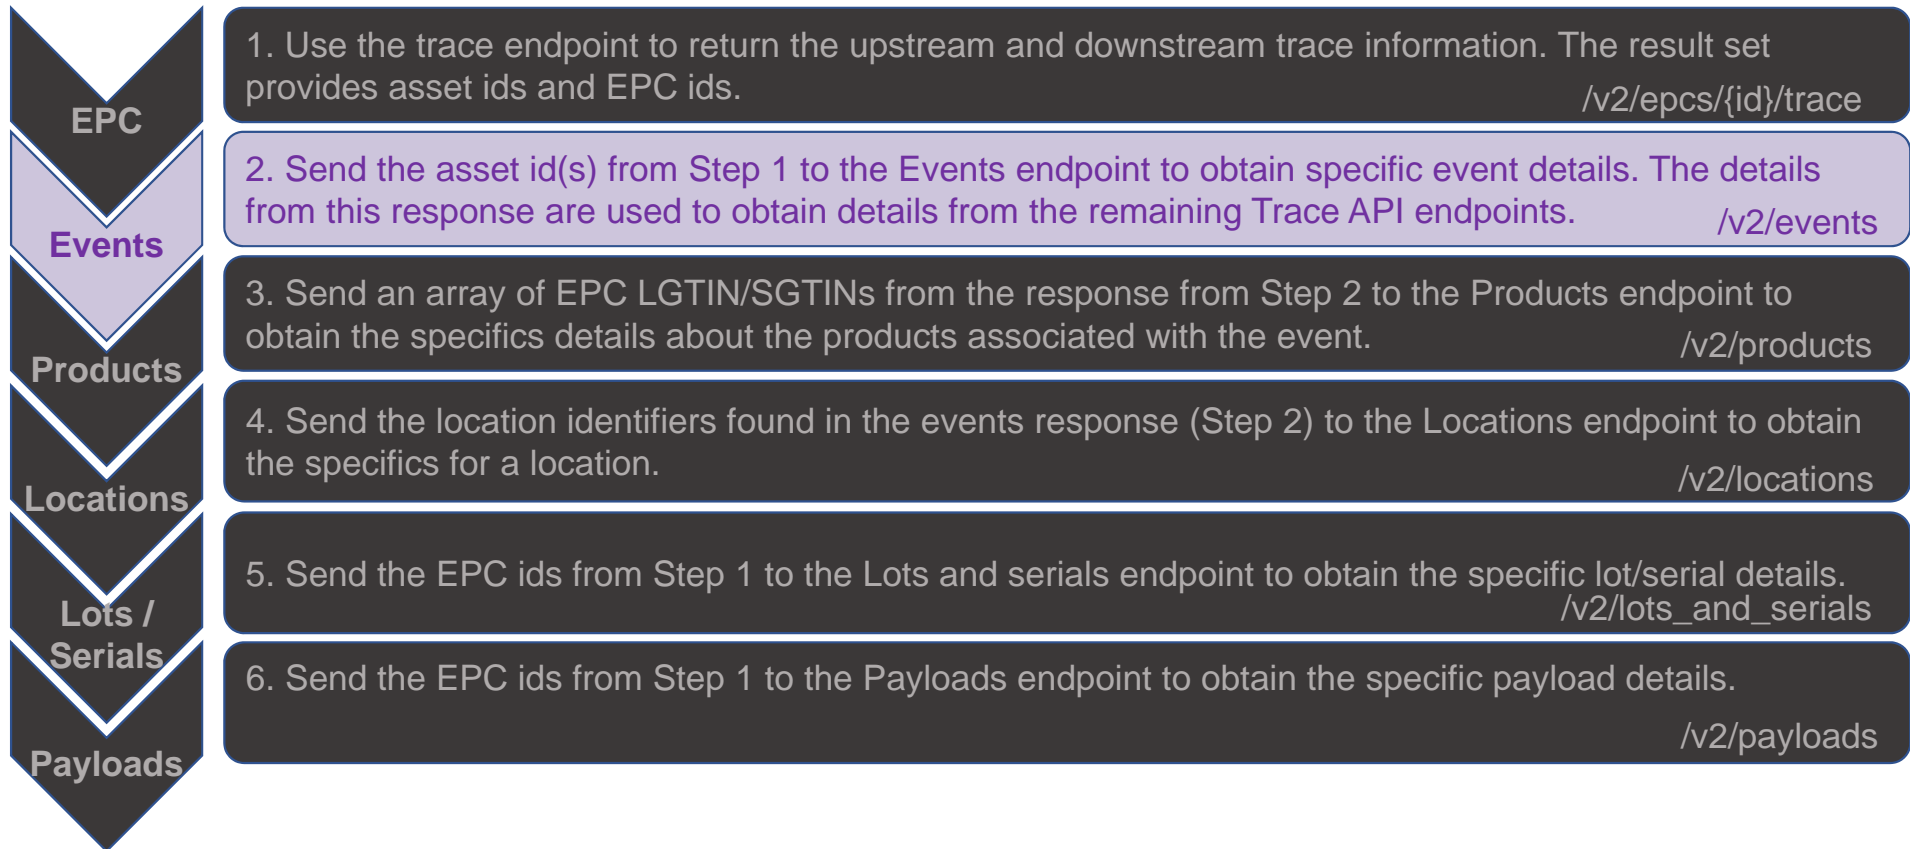 EPC
1. Use the trace endpoint to return the upstream and downstream trace information. The result set
provides asset ids and EPC ids.
/v2/epcs/{id}/trace
Events
2. Send the asset id(s) from Step 1 to the Events endpoint to obtain specific event details. The details
from this response are used to obtain details from the remaining Trace API endpoints.
/v2/events
Products
3. Send an array of EPC LGTIN/SGTINs from the response from Step 2 to the Products endpoint to
obtain the specifics details about the products associated with the event.
/v2/products
Locations
4. Send the location identifiers found in the events response (Step 2) to the Locations endpoint to obtain
the specifics for a location.
/v2/locations
Lots /
Serials
5. Send the EPC ids from Step 1 to the Lots and serials endpoint to obtain the specific lot/serial details.
/v2/lots_and_serials
Payloads
6. Send the EPC ids from Step 1 to the Payloads endpoint to obtain the specific payload details.
/v2/payloads